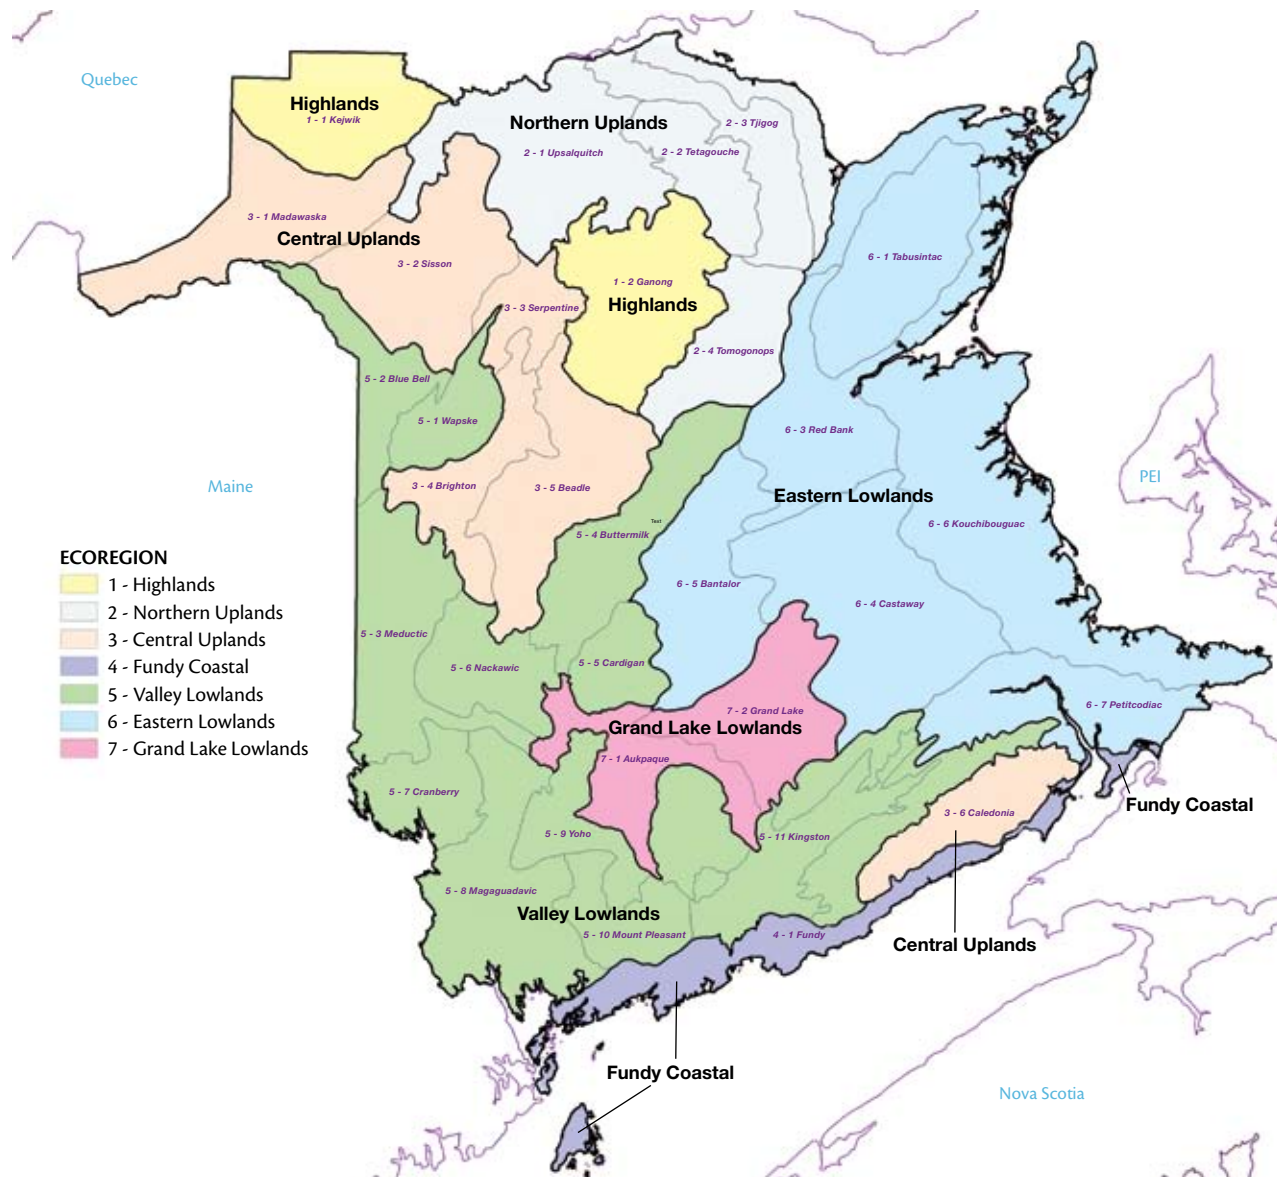 Quebec
Highlands
1 - 1 Kejwik
Northern Uplands
2 - 3 Tjigog
2 - 1 Upsalquitch
2 - 2 Tetagouche
3 - 1 Madawaska
Central Uplands
3 - 2 Sisson
6 - 1 Tabusintac
1 - 2 Ganong
Highlands
3 - 3 Serpentine
2 - 4 Tomogonops
5 - 2 Blue Bell
5 - 1 Wapske
6 - 3 Red Bank
Maine
3 - 4 Brighton
3 - 5 Beadle
Eastern Lowlands
PEI
Text
5 - 4 Buttermilk
6 - 6 Kouchibouguac
ECOREGION
1 - Highlands
2 - Northern Uplands
3 - Central Uplands
4 - Fundy Coastal
5 - Valley Lowlands
6 - Eastern Lowlands
7 - Grand Lake Lowlands
6 - 5 Bantalor
6 - 4 Castaway
5 - 3 Meductic
5 - 6 Nackawic
5 - 5 Cardigan
7 - 2 Grand Lake
Grand Lake Lowlands
6 - 7 Petitcodiac
7 - 1 Aukpaque
5 - 7 Cranberry
Fundy Coastal
3 - 6 Caledonia
5 - 9 Yoho
5 - 11 Kingston
5 - 8 Magaguadavic
Valley Lowlands
5 - 10 Mount Pleasant
4 - 1 Fundy
Central Uplands
Fundy Coastal
Nova Scotia